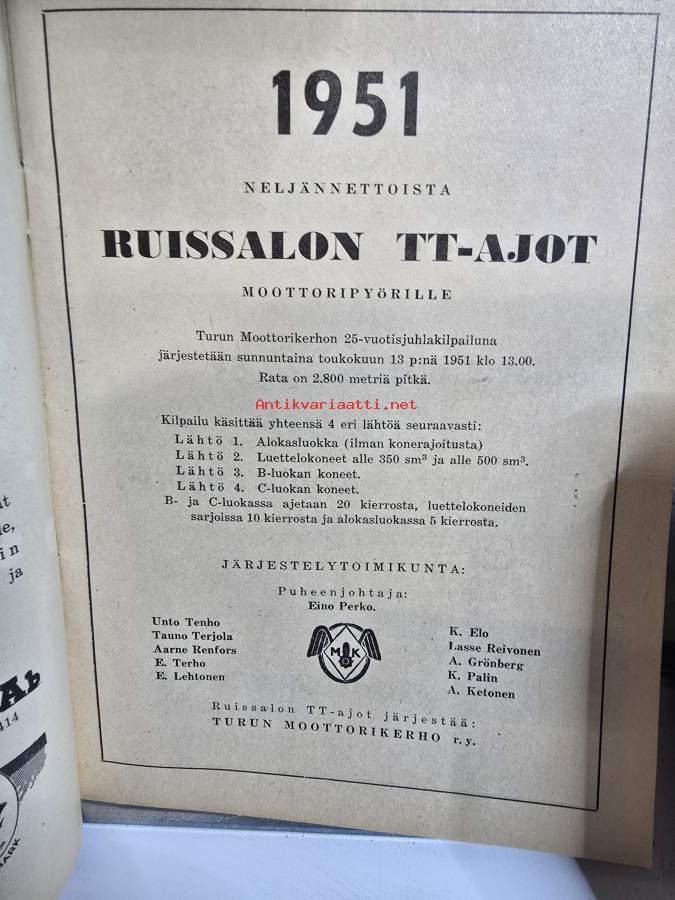 1951
NELJÄNNETTOISTA
RUISSALON TT-AJOT
MOOTTORIPYöRILLE
Turun Moottorikerhon 25-vuotisjuhlakilpailuna
järjestetään sunnuntaina toukokuun 13 p:nä 1951 klo 13.00.
Rata on 2.800 metriä pitkä.
Antikvariaatti.net
Kilpailu käsittää yhteensä 4 eri lähtöä seuraavasti:
Lähtö 1. Alokasluokka (ilman konerajoitusta)
Lähtö 2. Luettelokoneet alle 350 sm³ ja alle 500 sm³.
Lähtö 3. B-luokan koneet.
Lähtö 4. C-luokan koneet.
B- ja C-luokassa ajetaan 20 kierrosta, luettelokoneiden
sarjoissa 10 kierrosta ja alokasluokassa 5 kierrosta.
JÄRJESTELYTOIMIKUNTA:
Puheenjohtaja:
Eino Perko.
Unto Tenho
Tauno Terjola
Aarne Renfors
E. Terho
E. Lehtonen
M K
K. Elo
Lasse Reivonen
A. Grönberg
K. Palin
A. Ketonen
Ruissalon TT-ajot järjestää:
TURUN MOOTTORIKERHO r.y.
ja
414